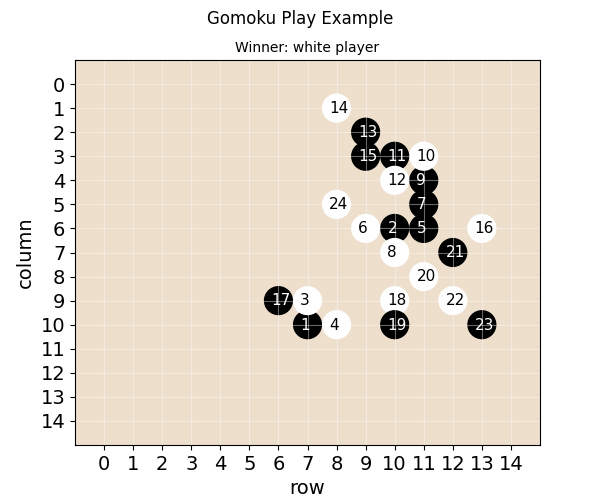 Gomoku Play Example
Winner: white player
0
1 14
2 13
3 15 11 10
4 12 9
5 24 7
6 6 2 5 16
7 8 21
column
8 20
9 17 3 18 22
10 1 4 19 23
11
12
13
14
0 1 2 3 4 5 6 7 8 9 10 11 12 13 14
row